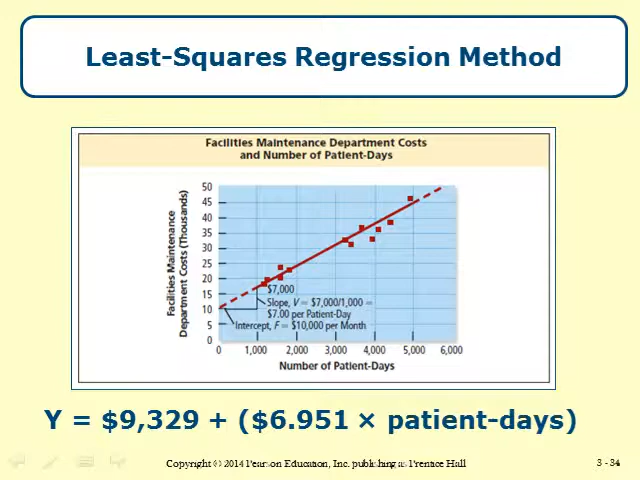 Least-Squares Regression Method
Facilities Maintenance Department Costs
and Number of Patient-Days
Facilities Maintenance
Department Costs (Thousands)
50
45
40
35
30
25
20
15
10
5
0
$7,000
Slope, V = $7,000/1,000 =
$7.00 per Patient-Day
Intercept, F = $10,000 per Month
0 1,000 2,000 3,000 4,000 5,000 6,000
Number of Patient-Days
Y = $9,329 + ($6.951 × patient-days)
Copyright © 2014 Pearson Education, Inc. publishing as Prentice Hall
3 - 34